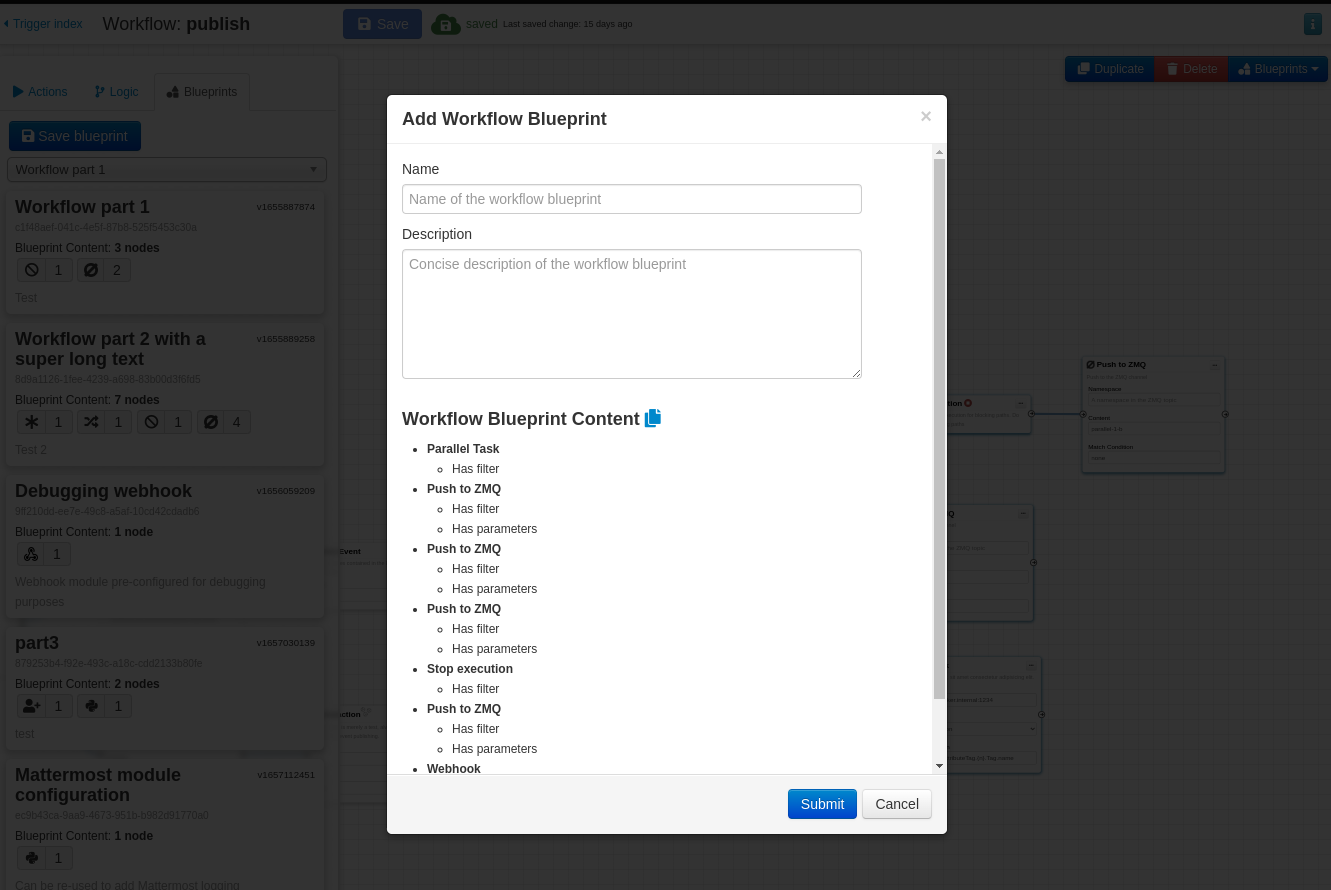 Trigger index
Workflow: publish
Save
saved
Last saved change: 15 days ago
Duplicate
Delete
Blueprints
Actions
Logic
Blueprints
Save blueprint
Workflow part 1
Workflow part 1
v1655887874
c1f48aef-041c-4e5f-87b8-525f5453c30a
Blueprint Content: 3 nodes
1
2
Test
Workflow part 2 with a
super long text
v1655889258
Blueprint Content: 7 nodes
1
1
1
4
Test 2
Debugging webhook
v1656059209
9ff210dd-ee7e-49c8-a5af-10cd42cdadb6
Blueprint Content: 1 node
1
Webhook module pre-configured for debugging
purposes
part3
v1657030139
879253b4-f92e-493c-a18c-cdd2133b80fe
Blueprint Content: 2 nodes
1
1
test
Mattermost module
configuration
v1657112451
ec9b43ca-9aa9-4673-951b-b982d91770a0
Blueprint Content: 1 node
1
Can be re-used to add Mattermost logging
Add Workflow Blueprint
×
Name
Name of the workflow blueprint
Description
Concise description of the workflow blueprint
Workflow Blueprint Content
Parallel Task
Has filter
Push to ZMQ
Has filter
Has parameters
Push to ZMQ
Has filter
Has parameters
Push to ZMQ
Has filter
Has parameters
Stop execution
Has filter
Push to ZMQ
Has filter
Has parameters
Webhook
Submit
Cancel
Event
Push to ZMQ
Namespace
Content
Match Condition